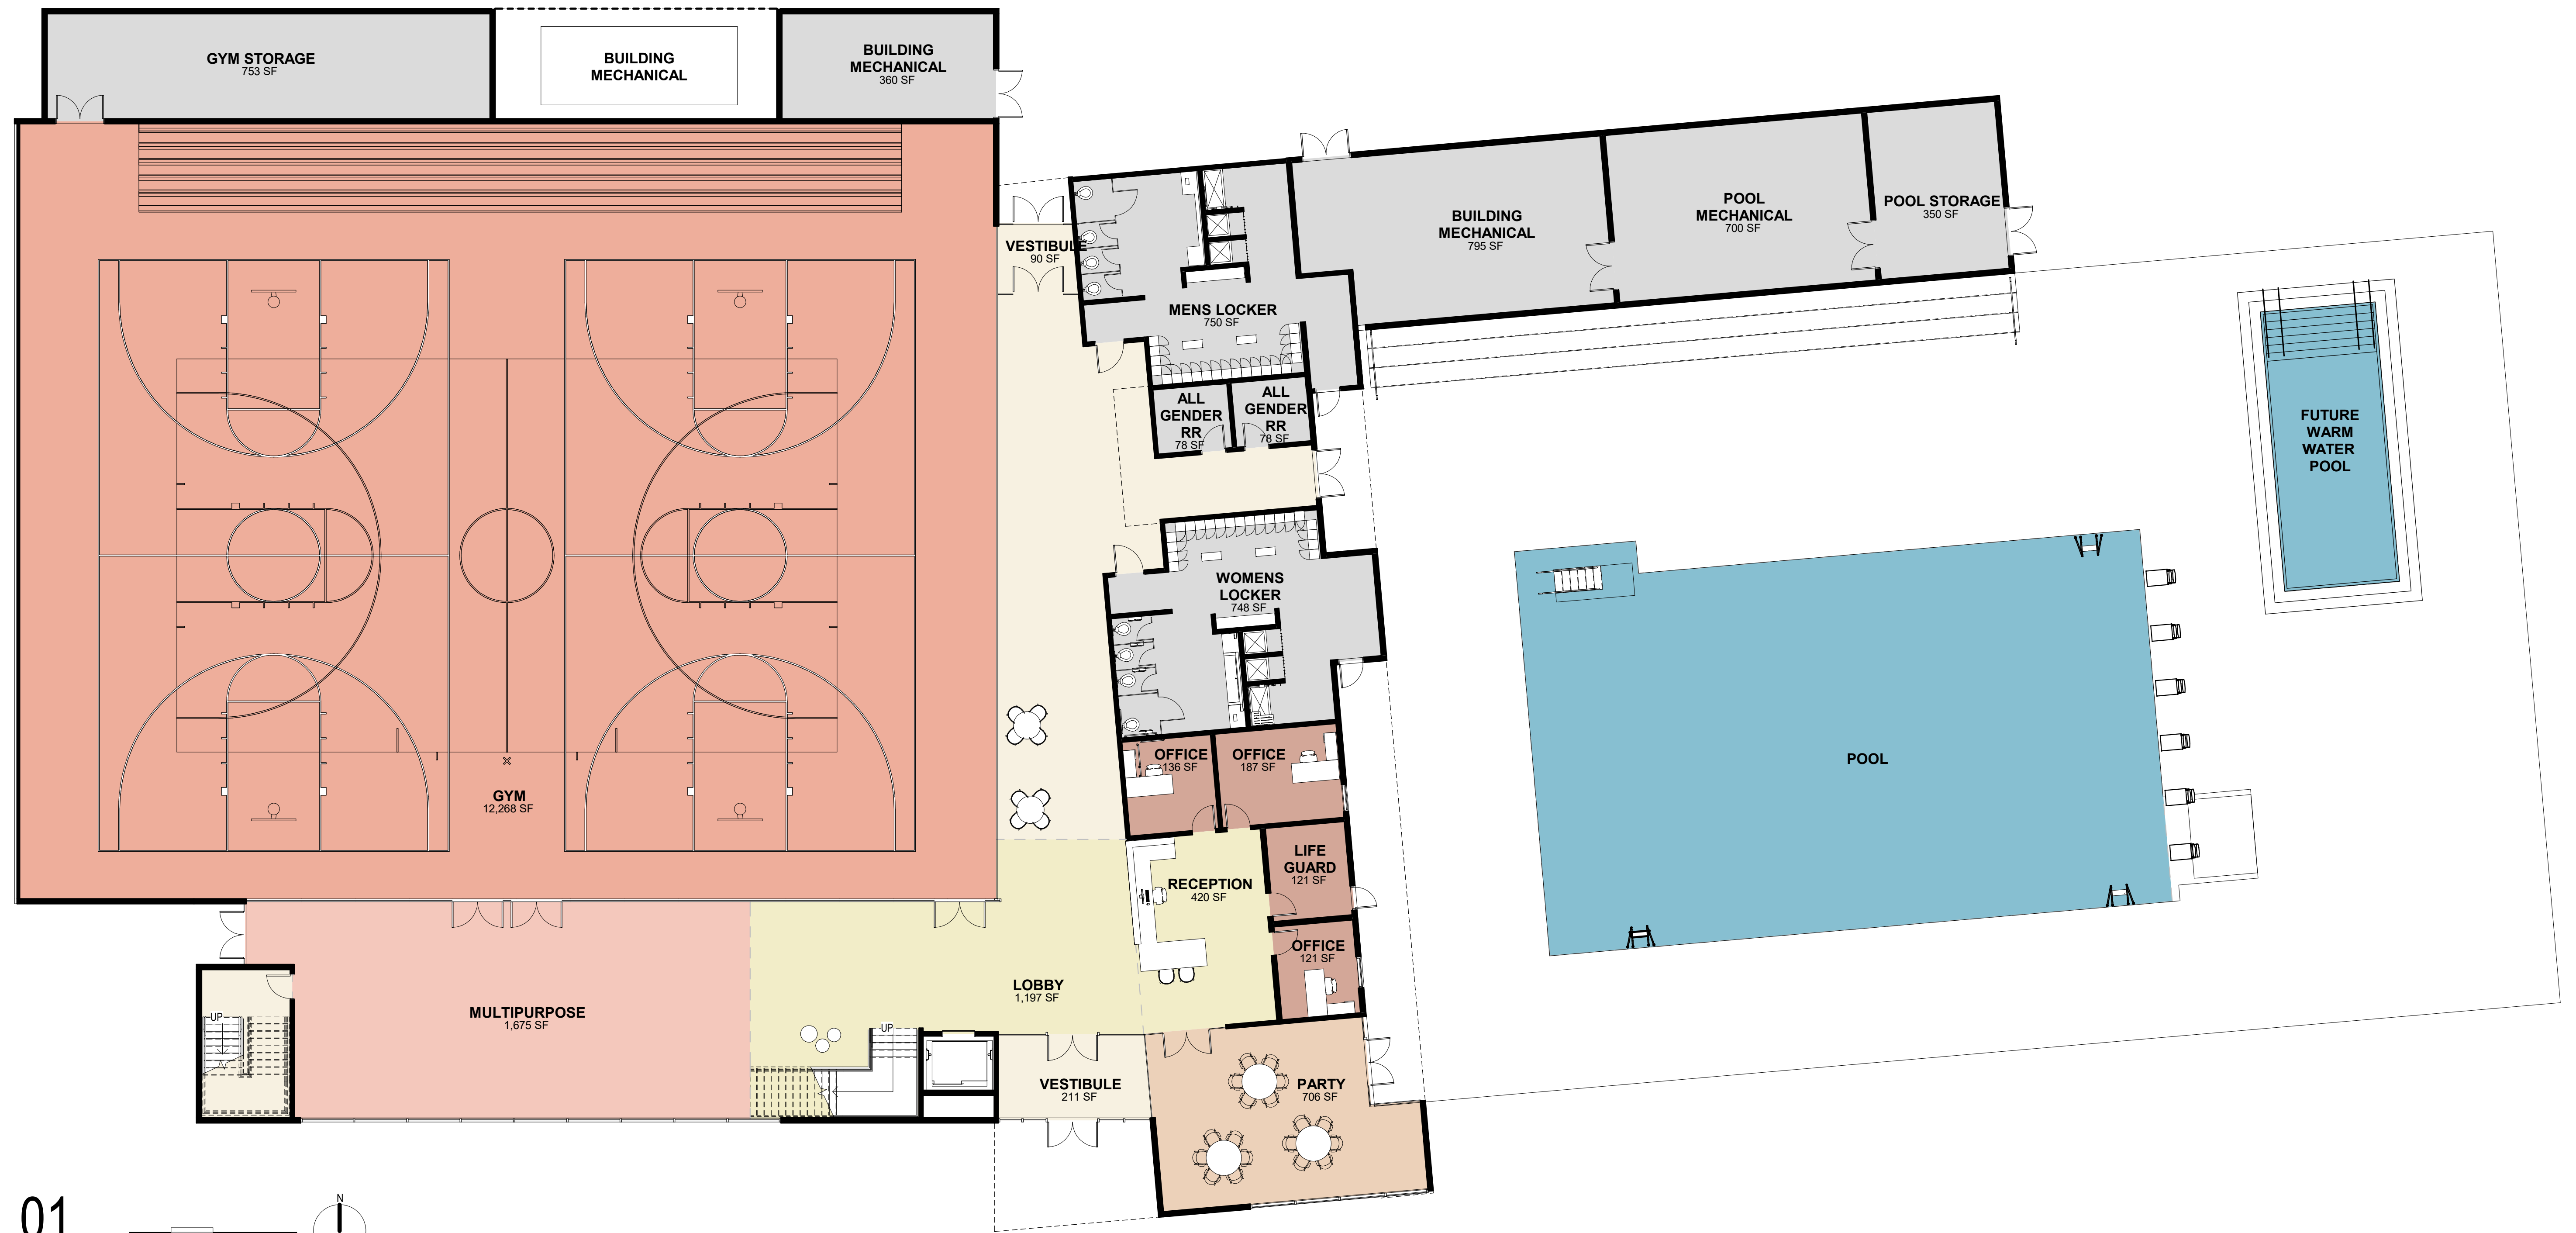 GYM STORAGE
753 SF
BUILDING
MECHANICAL
BUILDING
MECHANICAL
360 SF
VESTIBULE
90 SF
BUILDING
MECHANICAL
795 SF
POOL
MECHANICAL
700 SF
POOL STORAGE
350 SF
MENS LOCKER
750 SF
ALL
GENDER
RR
78 SF
ALL
GENDER
RR
78 SF
FUTURE
WARM
WATER
POOL
WOMENS
LOCKER
748 SF
OFFICE
136 SF
OFFICE
187 SF
POOL
GYM
12,268 SF
LIFE
GUARD
121 SF
RECEPTION
420 SF
OFFICE
121 SF
LOBBY
1,197 SF
MULTIPURPOSE
1,675 SF
UP
UP
VESTIBULE
211 SF
PARTY
706 SF
01
N